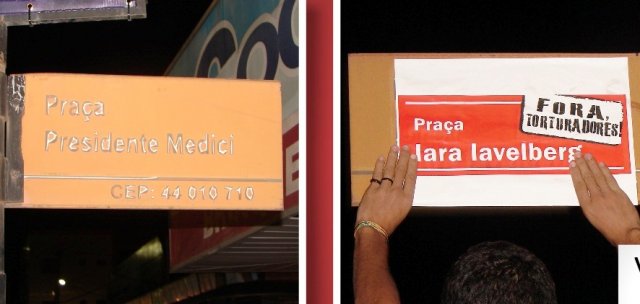 Praça
Presidente Medici
CEP: 44 010 710
FORA,
TORTURADORES!
Praça
Iara Iavelberg